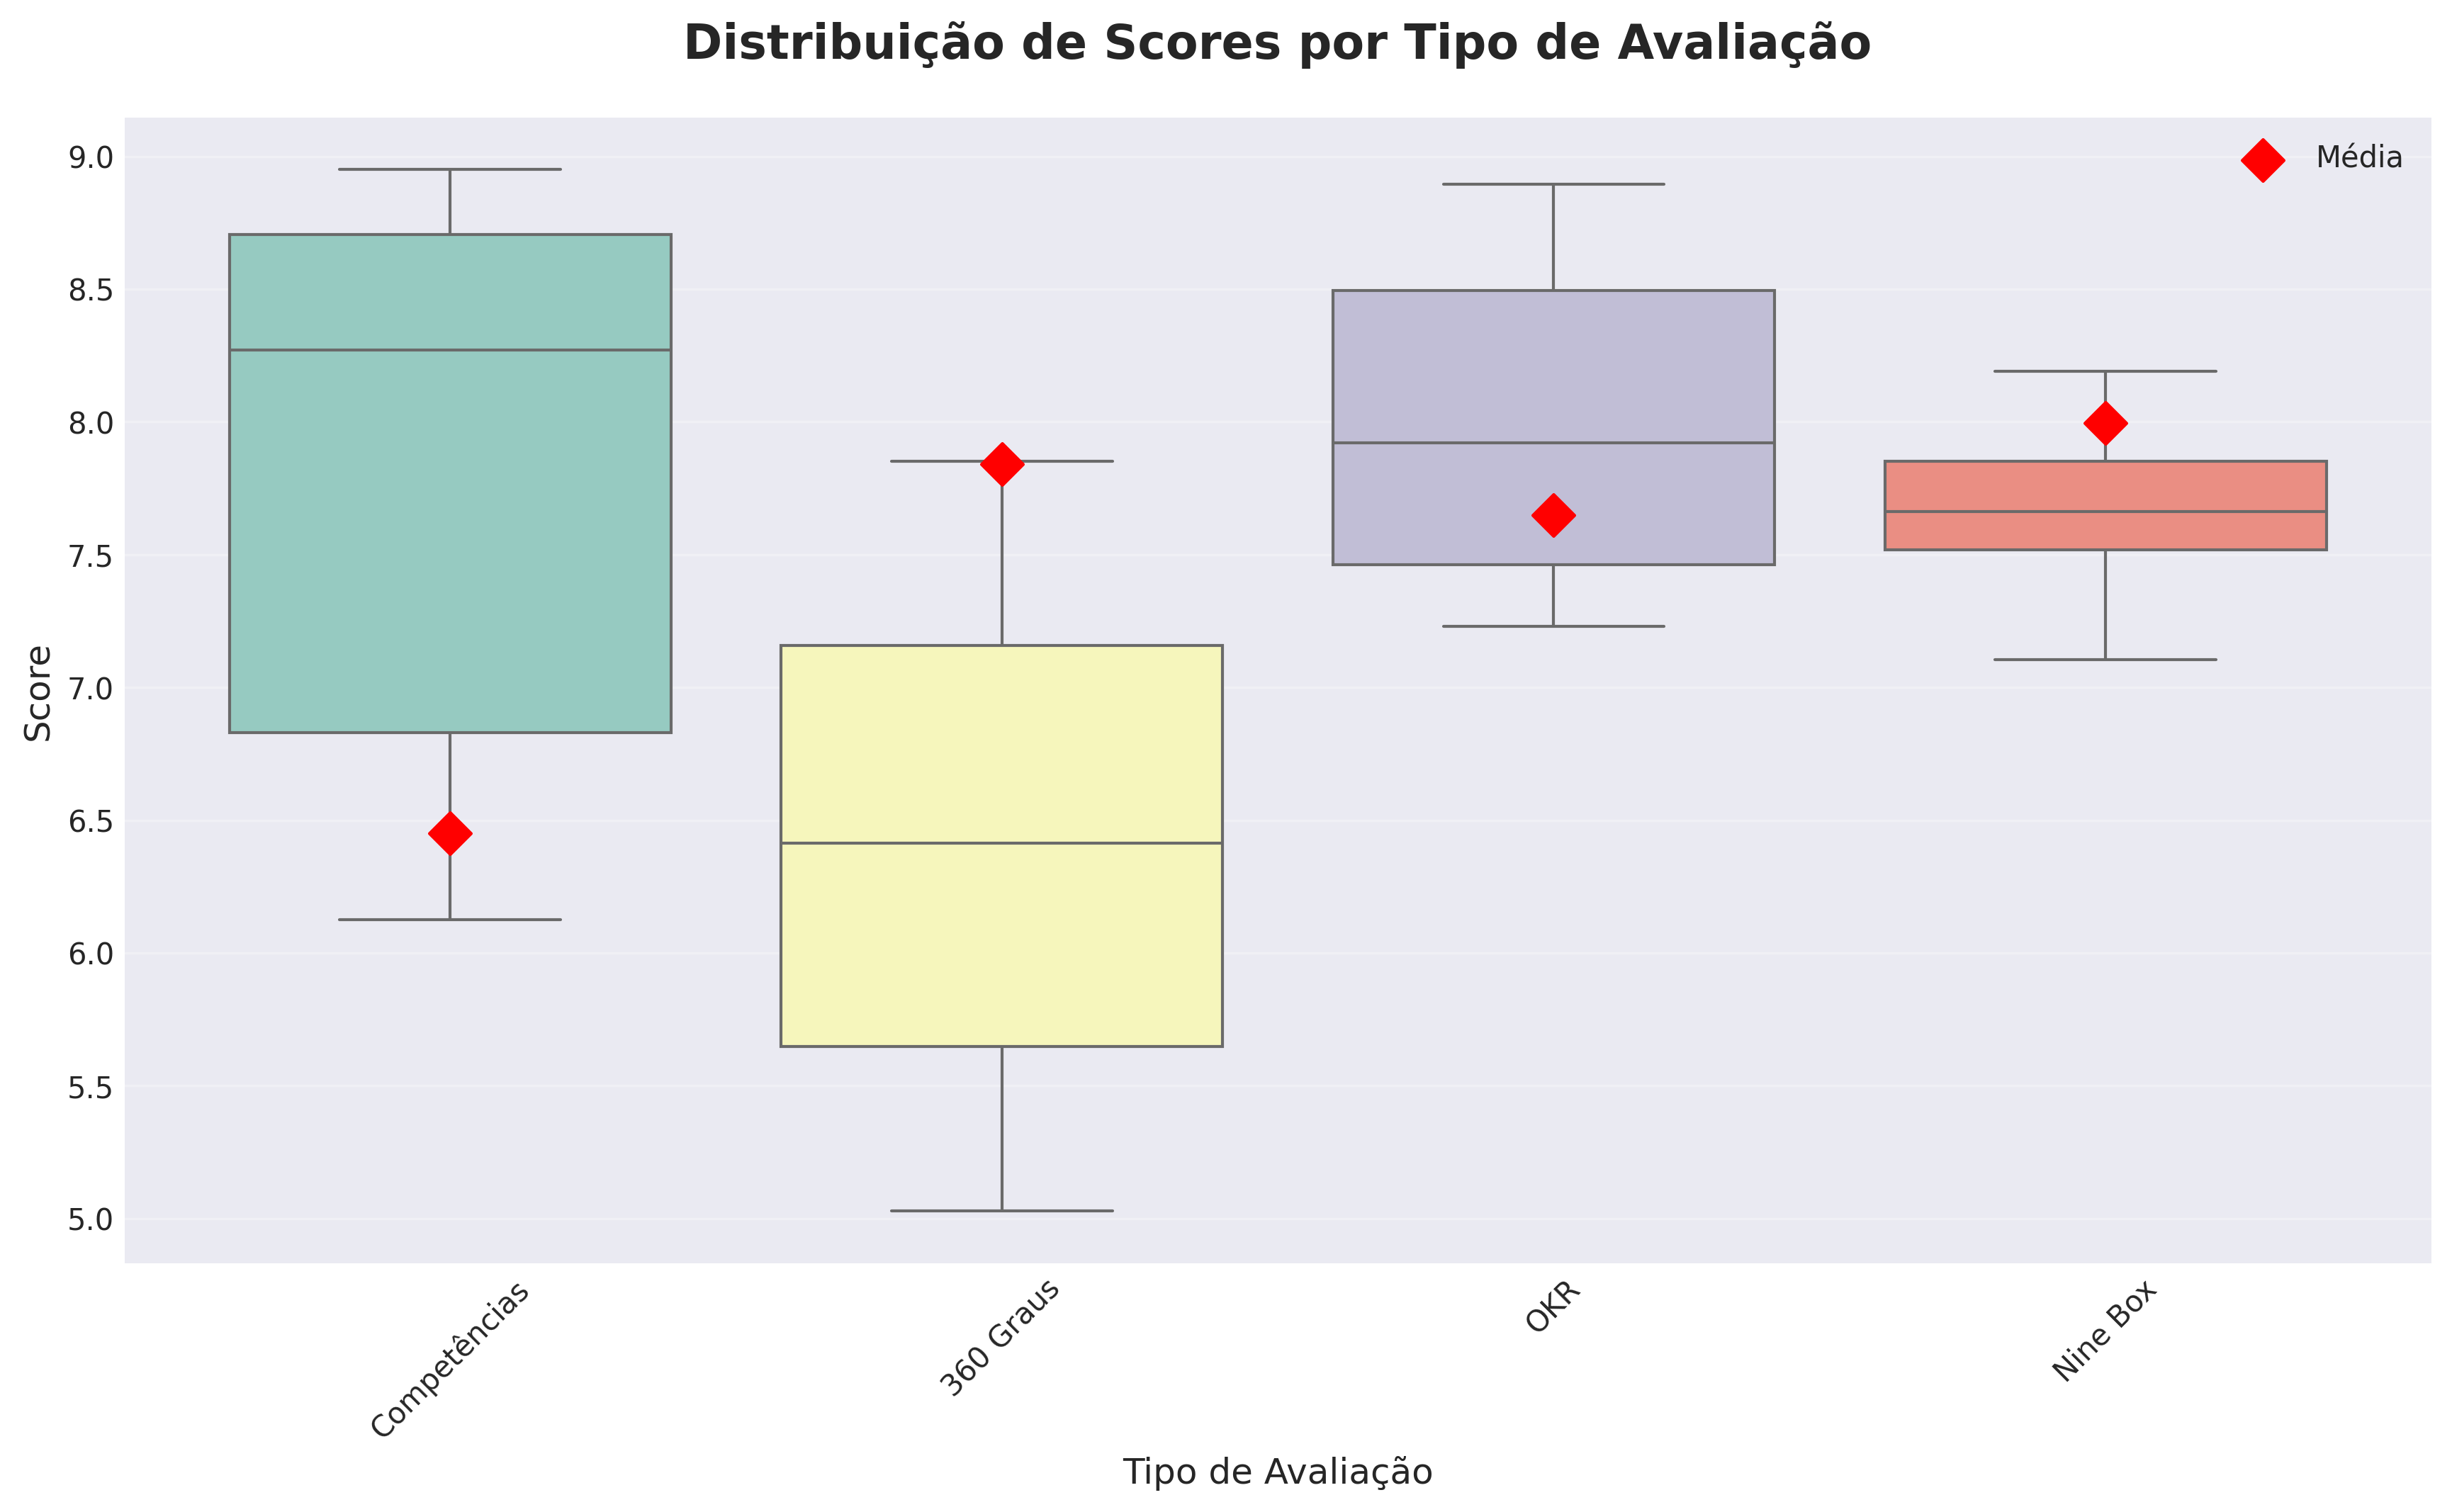 Distribuição de Scores por Tipo de Avaliação
Média
9.0
8.5
8.0
7.5
7.0
6.5
6.0
5.5
5.0
Score
Competências
360 Graus
OKR
Nine Box
Tipo de Avaliação